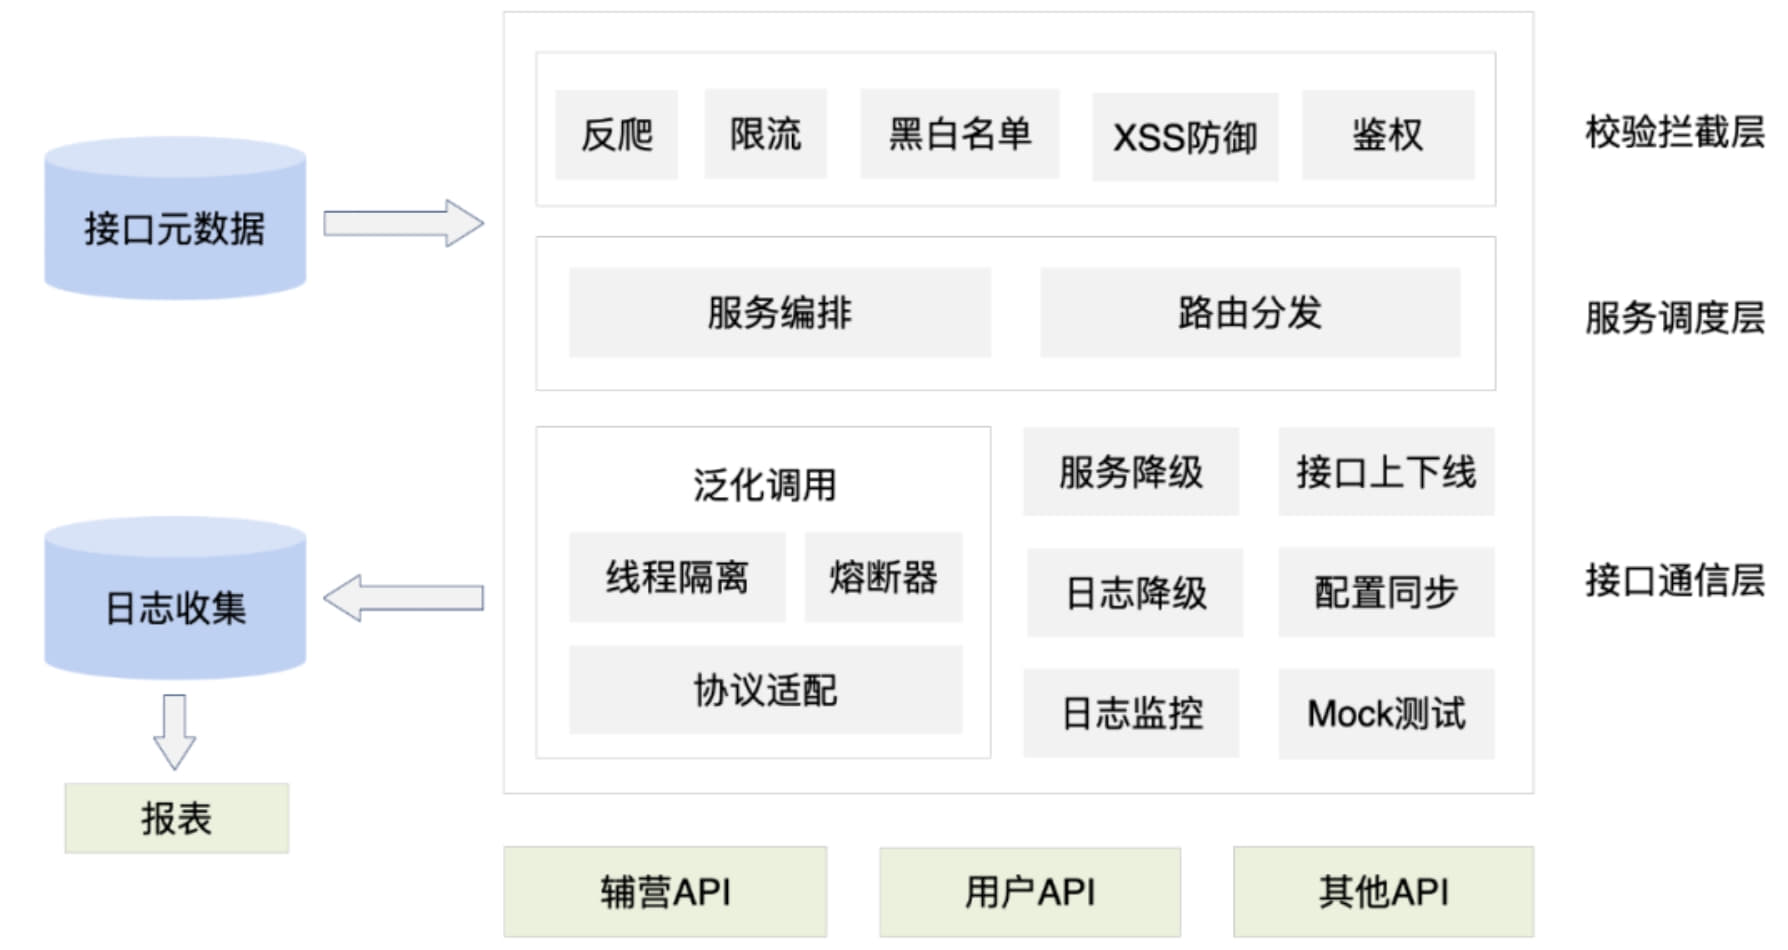 反爬
限流
黑白名单
XSS防御
鉴权
校验拦截层
接口元数据
服务编排
路由分发
服务调度层
泛化调用
线程隔离
熔断器
协议适配
服务降级
接口上下线
日志降级
配置同步
日志监控
Mock测试
接口通信层
日志收集
报表
辅营API
用户API
其他API